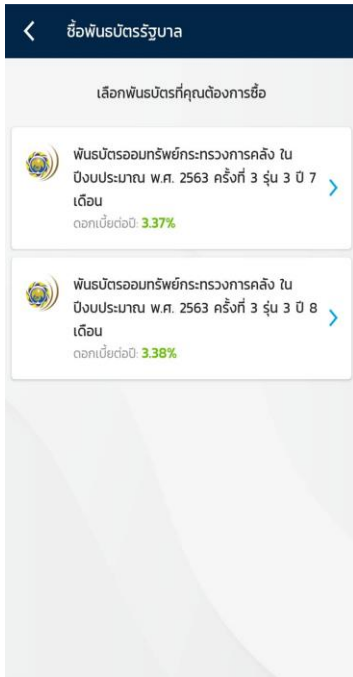 ซื้อพันธบัตรรัฐบาล
เลือกพันธบัตรที่คุณต้องการซื้อ
พันธบัตรออมทรัพย์กระทรวงการคลัง ใน
ปีงบประมาณ พ.ศ. 2563 ครั้งที่ 3 รุ่น 3 ปี 7
เดือน
ดอกเบี้ยต่อปี: 3.37%
พันธบัตรออมทรัพย์กระทรวงการคลัง ใน
ปีงบประมาณ พ.ศ. 2563 ครั้งที่ 3 รุ่น 3 ปี 8
เดือน
ดอกเบี้ยต่อปี: 3.38%